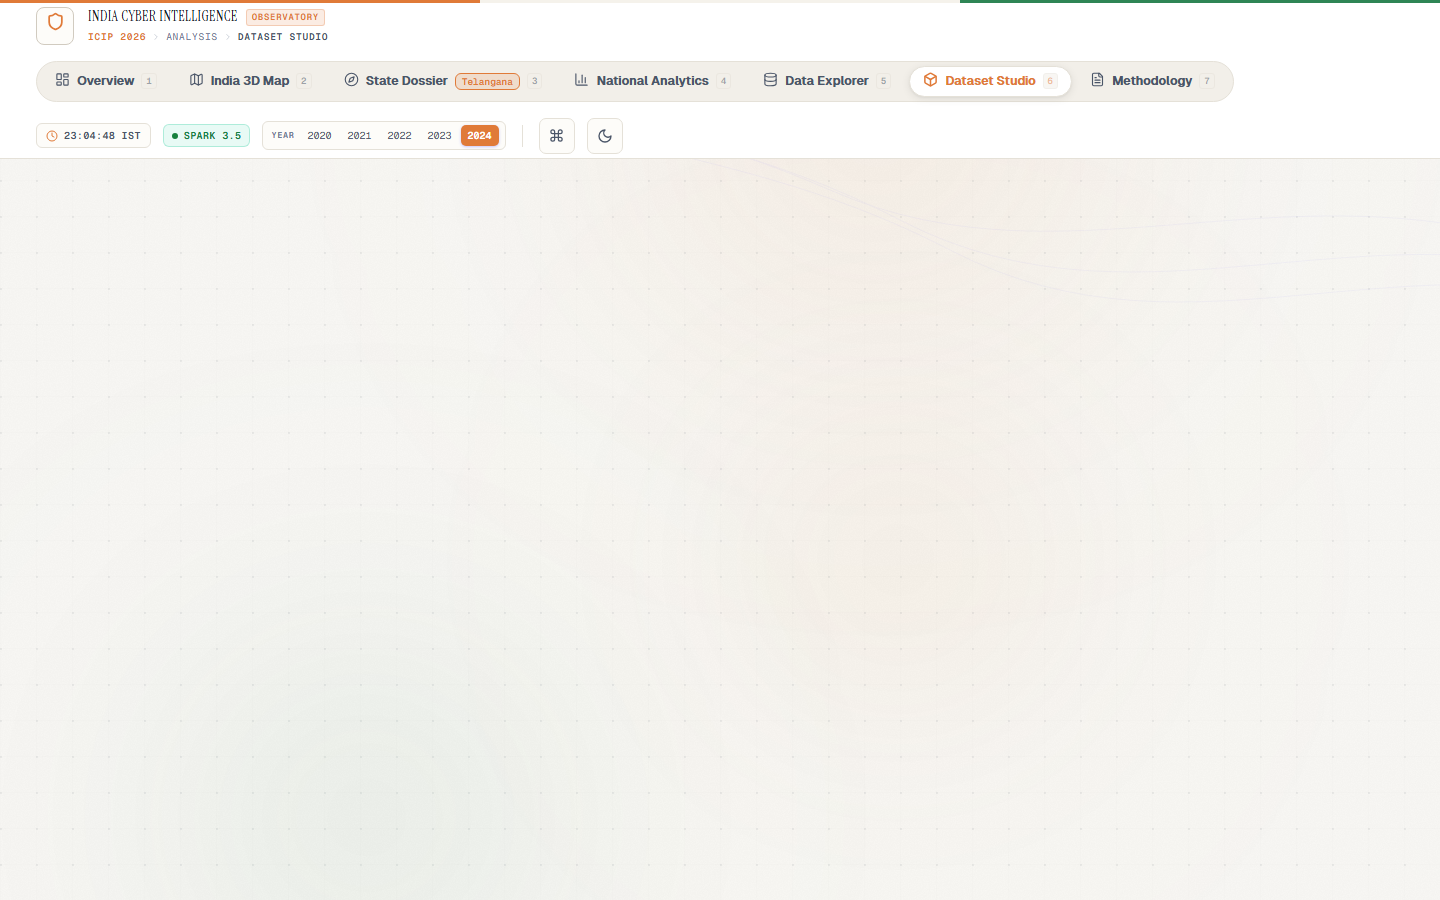 INDIA CYBER INTELLIGENCE OBSERVATORY
ICIP 2026 › ANALYSIS › DATASET STUDIO
Overview 1 India 3D Map 2 State Dossier Telangana 3 National Analytics 4 Data Explorer 5 Dataset Studio 6 Methodology 7
23:04:48 IST SPARK 3.5 YEAR 2020 2021 2022 2023 2024 ⌘